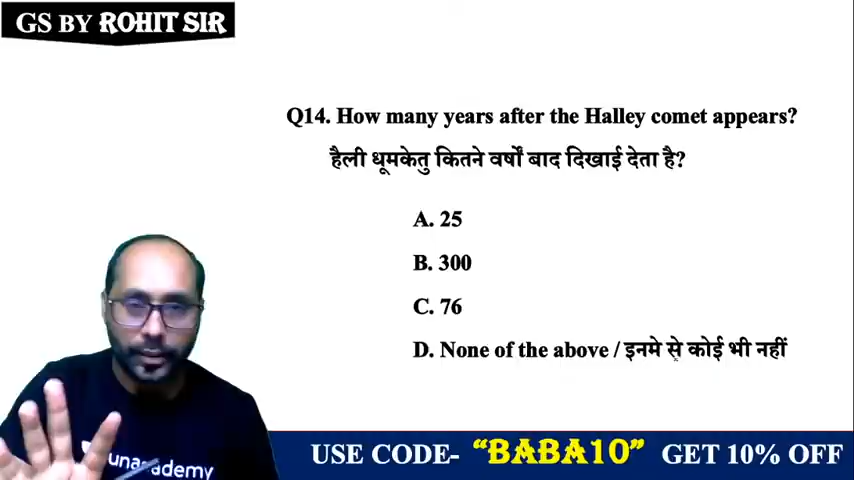 GS BY ROHIT SIR
Q14. How many years after the Halley comet appears?
हैली धूमकेतु कितने वर्षों बाद दिखाई देता है?
A. 25
B. 300
C. 76
D. None of the above / इनमे से कोई भी नहीं
unacademy
USE CODE- “BABA10” GET 10% OFF